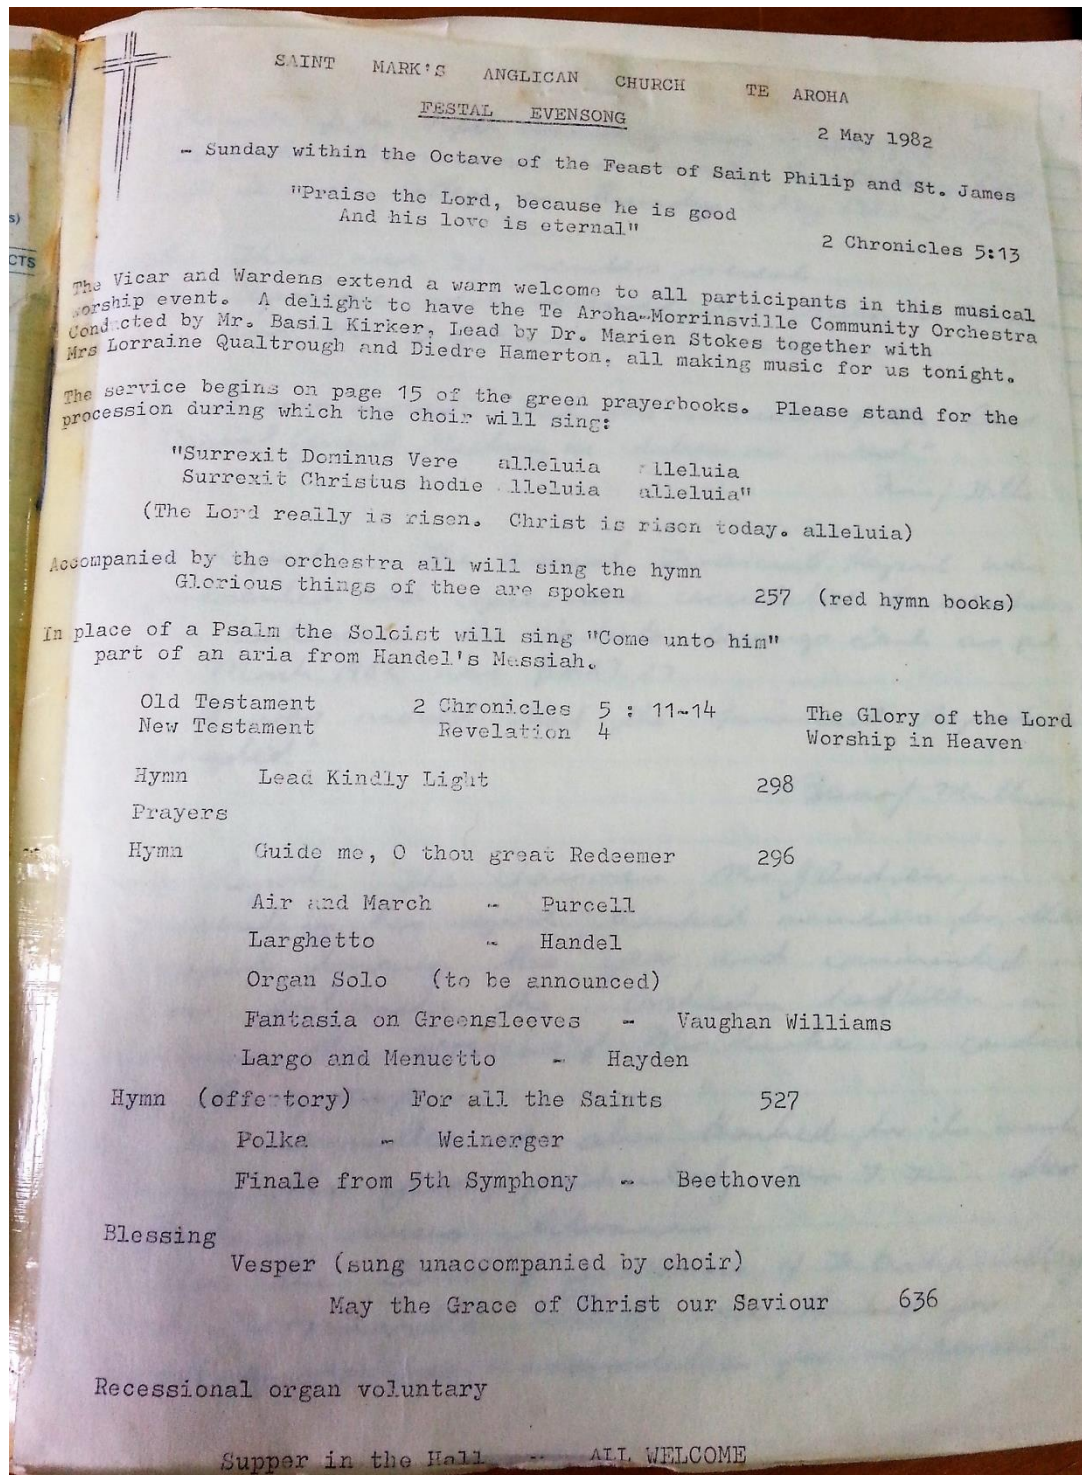 SAINT MARK'S ANGLICAN CHURCH TE AROHA
FESTAL EVENSONG
2 May 1982
- Sunday within the Octave of the Feast of Saint Philip and St. James
"Praise the Lord, because he is good
And his love is eternal"
2 Chronicles 5:13
s)
CTS
The Vicar and Wardens extend a warm welcome to all participants in this musical
worship event. A delight to have the Te Aroha-Morrinsville Community Orchestra
Conducted by Mr. Basil Kirker, Lead by Dr. Marien Stokes together with
Mrs Lorraine Qualtrough and Diedre Hamerton, all making music for us tonight.
The service begins on page 15 of the green prayerbooks. Please stand for the
procession during which the choir will sing:
"Surrexit Dominus Vere alleluia lleluia
Surrexit Christus hodie lleluia alleluia"
(The Lord really is risen. Christ is risen today. alleluia)
Accompanied by the orchestra all will sing the hymn
Glorious things of thee are spoken 257 (red hymn books)
In place of a Psalm the Soloist will sing "Come unto him"
part of an aria from Handel's Messiah.
Old Testament 2 Chronicles 5 : 11-14 The Glory of the Lord
New Testament Revelation 4 Worship in Heaven
Hymn Lead Kindly Light 298
Prayers
Hymn Guide me, O thou great Redeemer 296
Air and March - Purcell
Larghetto - Handel
Organ Solo (to be announced)
Fantasia on Greensleeves - Vaughan Williams
Largo and Menuetto - Hayden
Hymn (offertory) For all the Saints 527
Polka - Weinerger
Finale from 5th Symphony - Beethoven
Blessing
Vesper (sung unaccompanied by choir)
May the Grace of Christ our Saviour 636
Recessional organ voluntary
Supper in the Hall -- ALL WELCOME